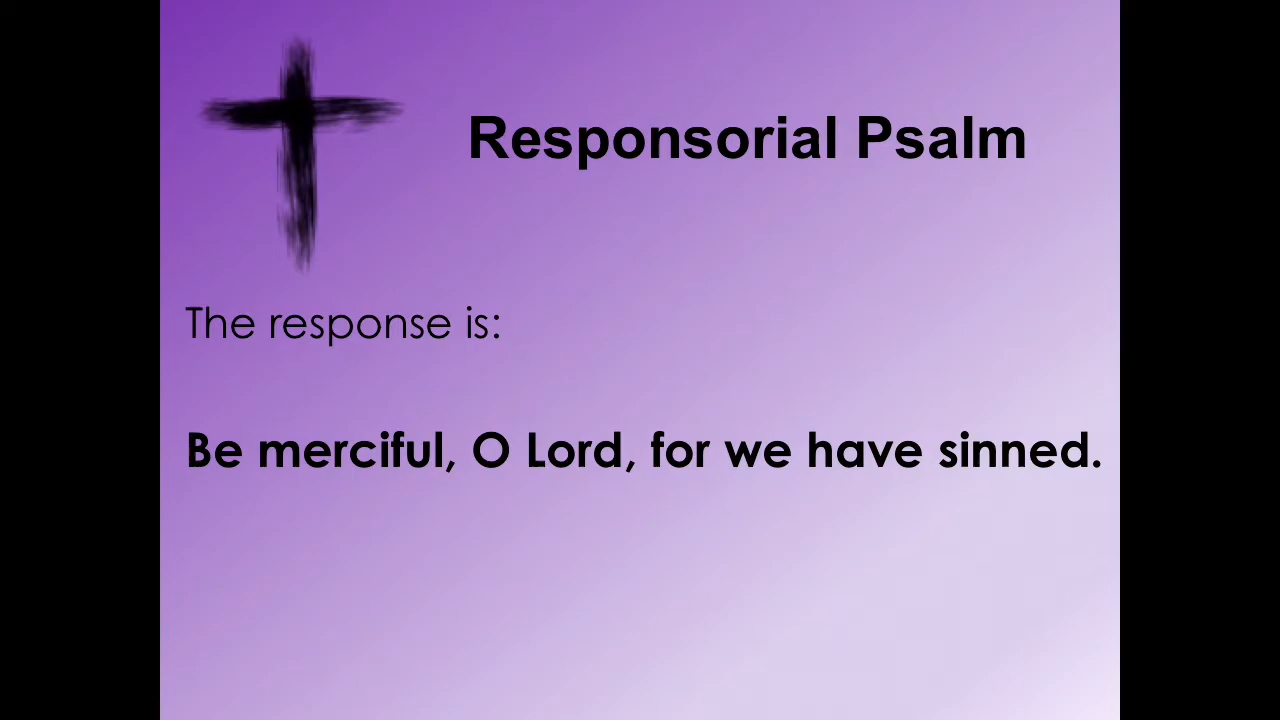 Responsorial Psalm
The response is:
Be merciful, O Lord, for we have sinned.